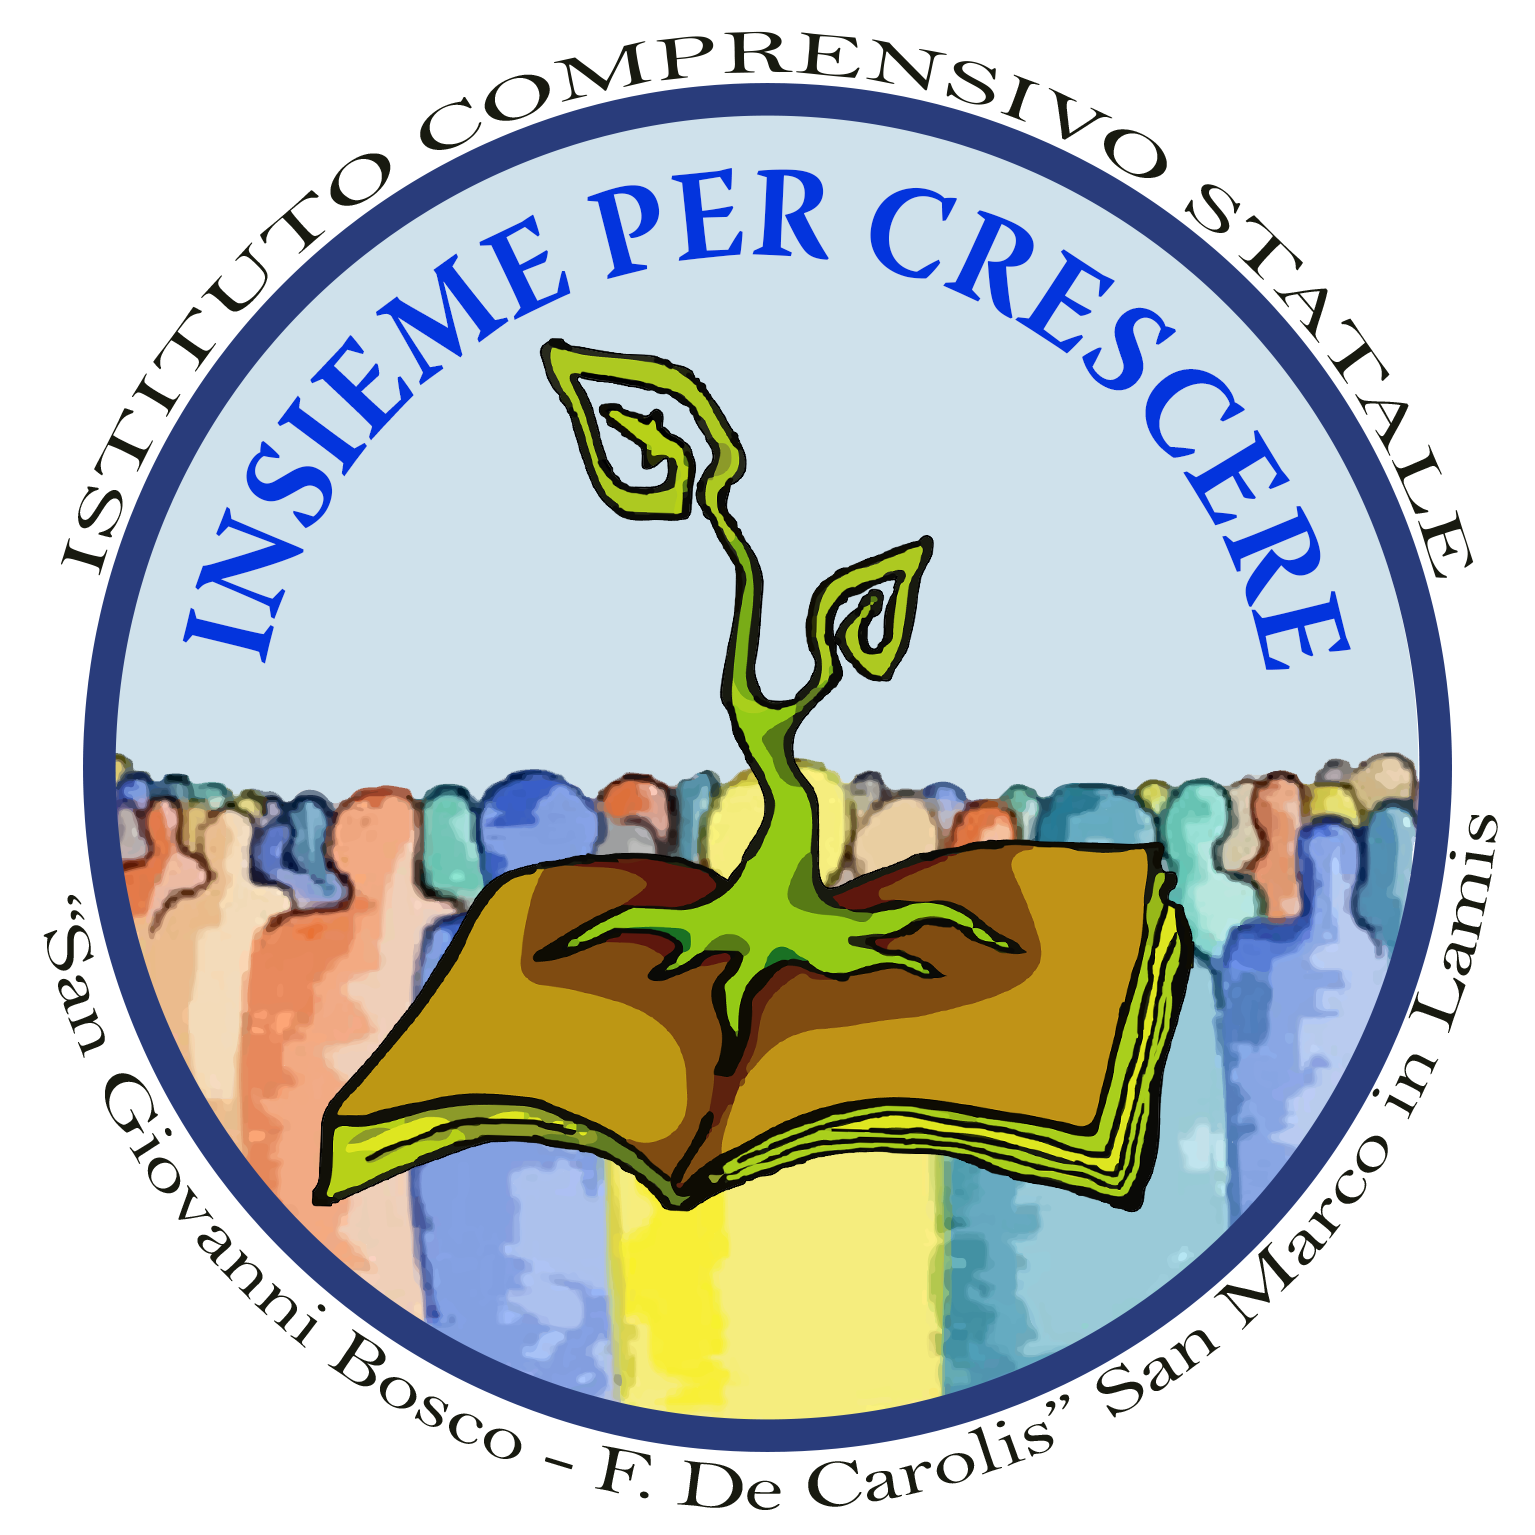 ISTITUTO COMPRENSIVO STATALE
INSIEME PER CRESCERE
“San Giovanni Bosco – F. De Carolis” San Marco in Lamis